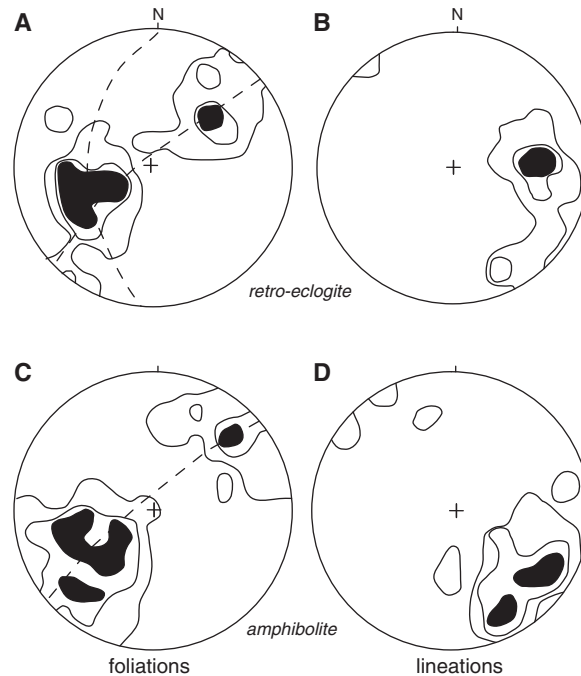 A N B N
retro-eclogite
C D
amphibolite
foliations lineations